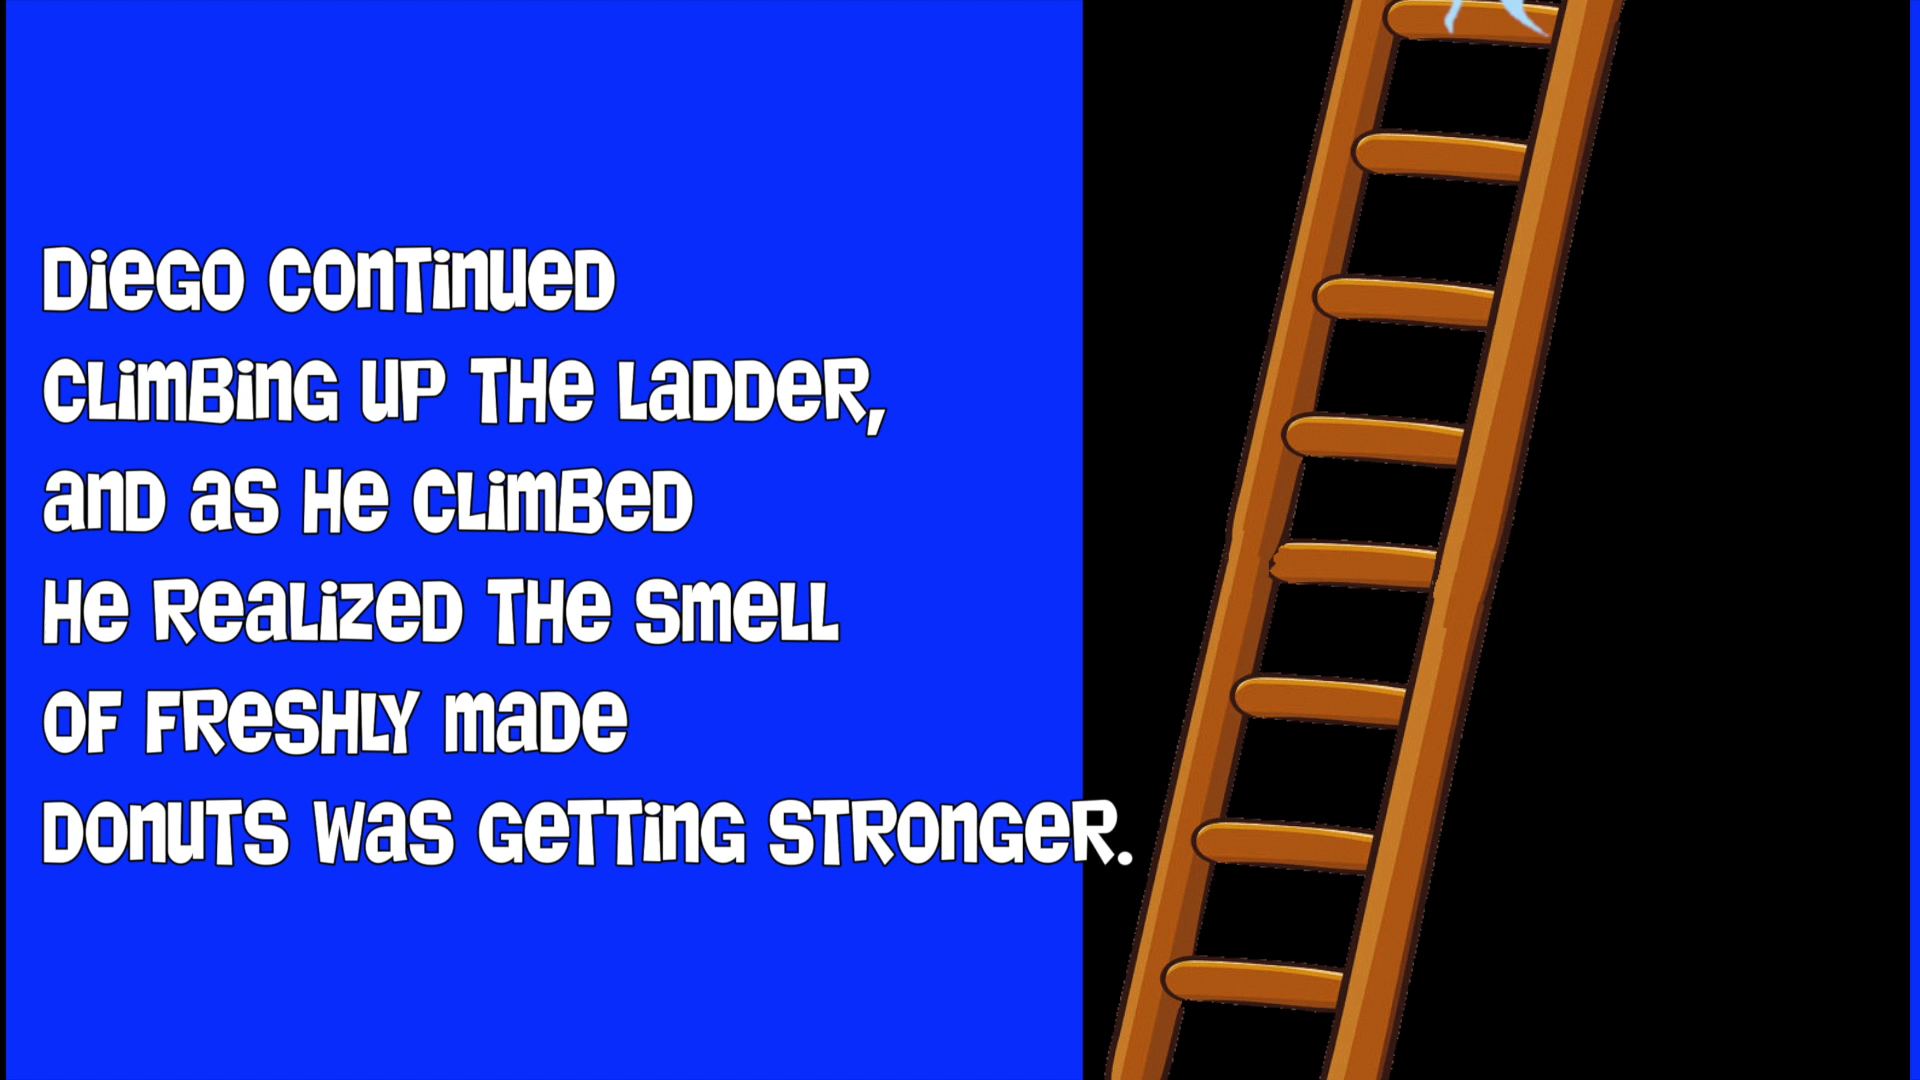 Diego continued
climbing up the ladder,
and as he climbed
he realized the smell
of freshly made
donuts was getting stronger.